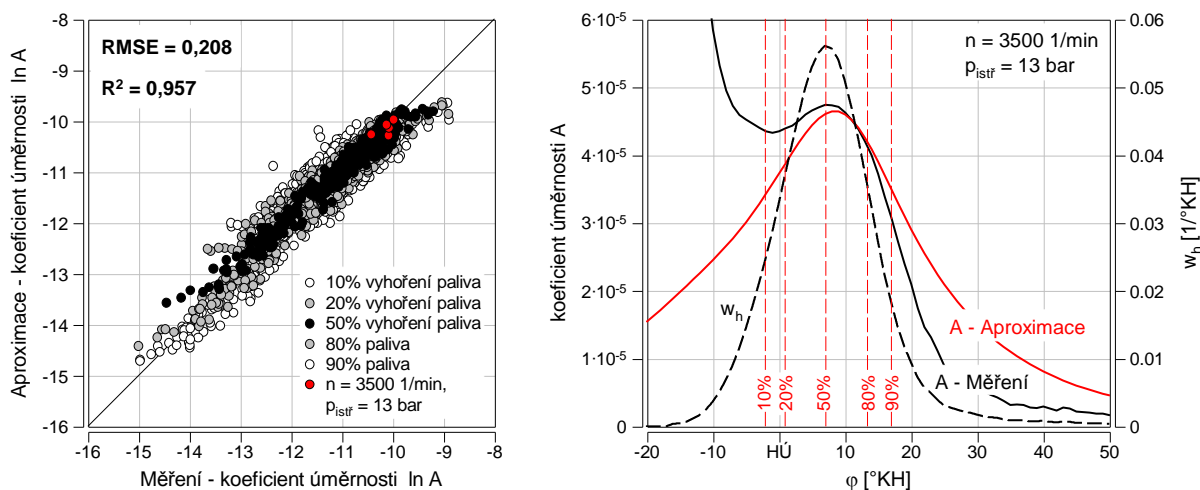 RMSE = 0,208
R² = 0,957
Aproximace - koeficient úměrnosti ln A
-8
-9
-10
-11
-12
-13
-14
-15
-16
10% vyhoření paliva
20% vyhoření paliva
50% vyhoření paliva
80% paliva
90% paliva
n = 3500 1/min,
pistř = 13 bar
-16 -15 -14 -13 -12 -11 -10 -9 -8
Měření - koeficient úměrnosti ln A
koeficient úměrnosti A
6·10⁻⁵
5·10⁻⁵
4·10⁻⁵
3·10⁻⁵
2·10⁻⁵
1·10⁻⁵
0
n = 3500 1/min
pistř = 13 bar
wh
A - Aproximace
A - Měření
10% 20% 50% 80% 90%
-20 -10 HÚ 10 20 30 40 50
φ [°KH]
0.06
0.05
0.04
0.03
0.02
0.01
0
wh [1/°KH]